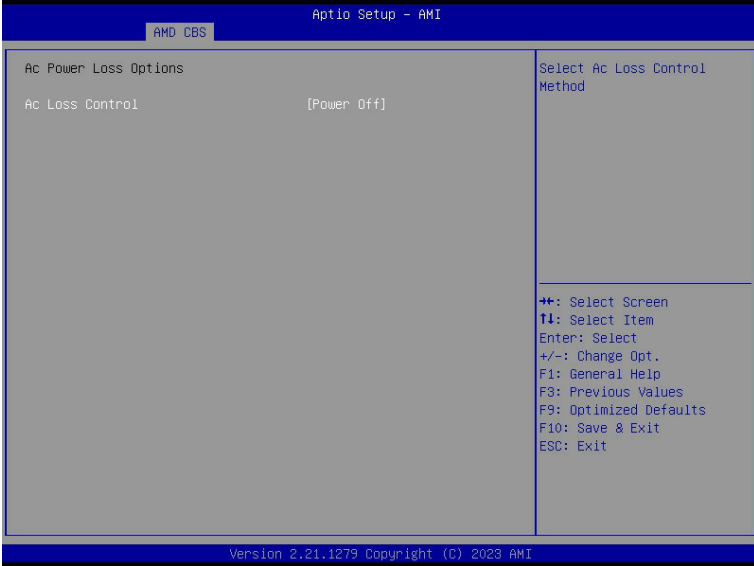 Aptio Setup – AMI
AMD CBS
Ac Power Loss Options
Ac Loss Control [Power Off]
Select Ac Loss Control
Method
→←: Select Screen
↑↓: Select Item
Enter: Select
+/-: Change Opt.
F1: General Help
F3: Previous Values
F9: Optimized Defaults
F10: Save & Exit
ESC: Exit
Version 2.21.1279 Copyright (C) 2023 AMI